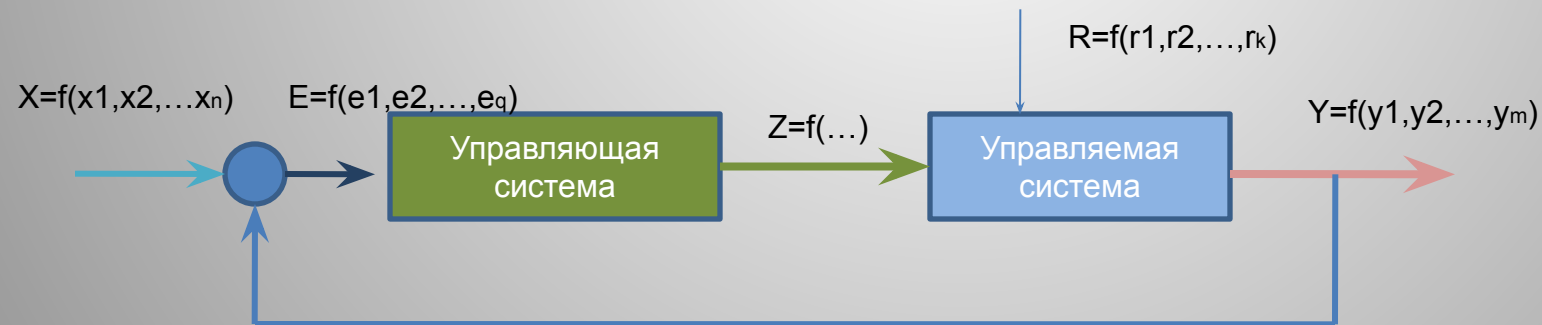 R=f(r1,r2,…,rk)
X=f(x1,x2,…xn)
E=f(e1,e2,…,eq)
Z=f(…)
Y=f(y1,y2,…,ym)
Управляющая
система
Управляемая
система